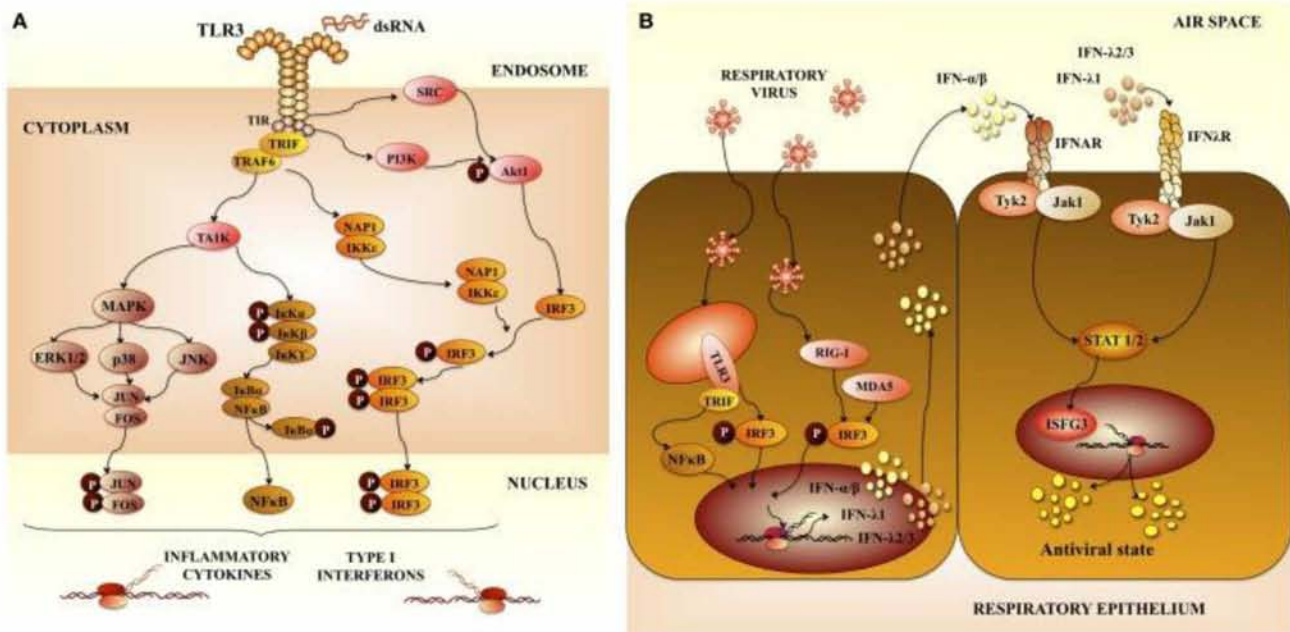 A
TLR3
dsRNA
ENDOSOME
CYTOPLASM
TIR
TRIF
TRAF6
SRC
PI3K
P
Akt1
TA1K
NAP1
IKKε
NAP1
IKKε
MAPK
P
IκKα
P
IκKβ
IκKγ
IRF3
ERK1/2
p38
JNK
P
IRF3
JUN
FOS
IκBα
NFκB
IκBα
P
P
IRF3
P
IRF3
NUCLEUS
P
JUN
P
FOS
NFκB
P
IRF3
P
IRF3
INFLAMMATORY
CYTOKINES
TYPE I
INTERFERONS
B
AIR SPACE
RESPIRATORY
VIRUS
IFN-α/β
IFN-λ2/3
IFN-λ1
IFNAR
IFNλR
Tyk2
Jak1
Tyk2
Jak1
TLR3
TRIF
RIG-1
MDA5
STAT 1/2
P
IRF3
P
IRF3
NFκB
ISFG3
IFN-α/β
IFN-λ1
IFN-λ2/3
Antiviral state
RESPIRATORY EPITHELIUM